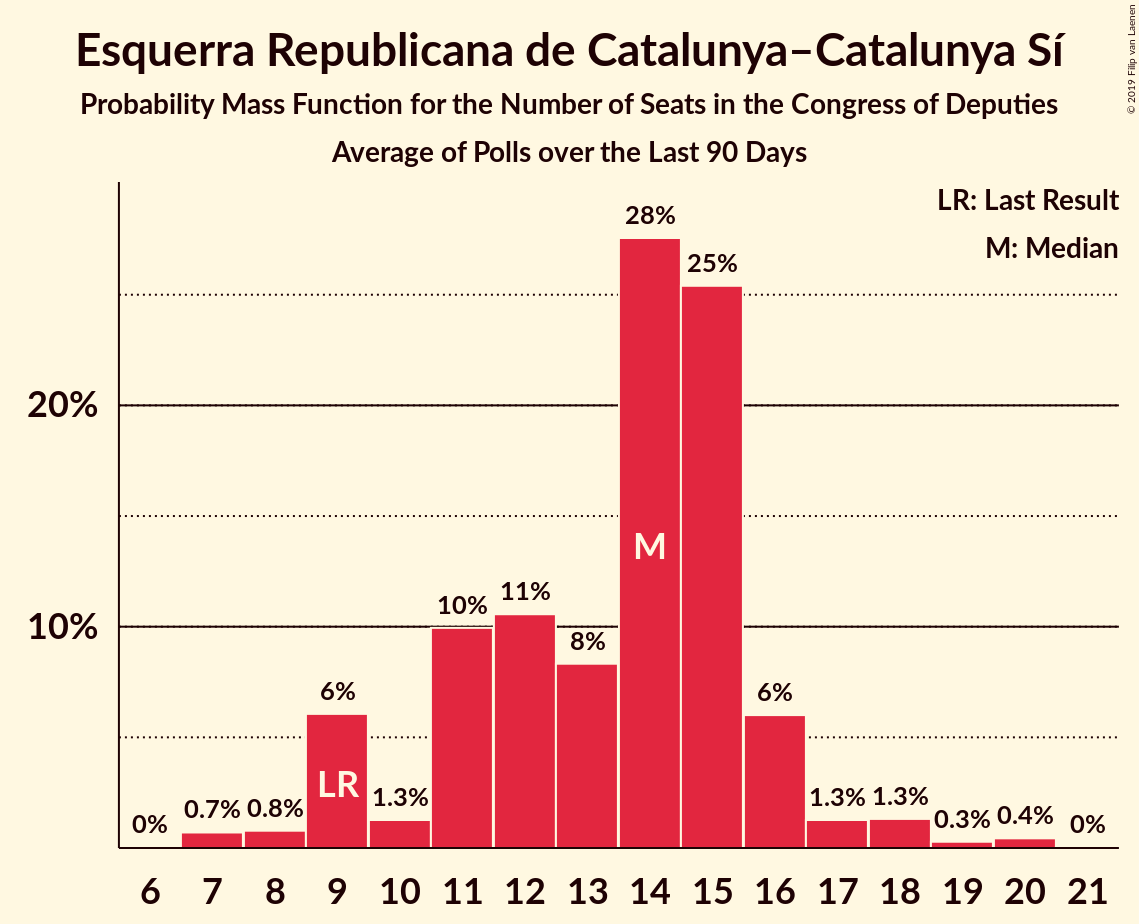 Esquerra Republicana de Catalunya–Catalunya Sí
Probability Mass Function for the Number of Seats in the Congress of Deputies
Average of Polls over the Last 90 Days
© 2019 Filip van Laenen
LR: Last Result
M: Median
20%
10%
0%
0.7%
0.8%
6%
1.3%
10%
11%
8%
28%
25%
6%
1.3%
1.3%
0.3%
0.4%
0%
LR
M
6 7 8 9 10 11 12 13 14 15 16 17 18 19 20 21